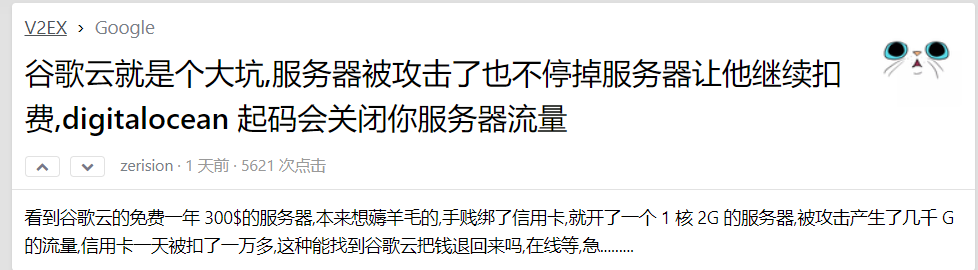 V2EX › Google
谷歌云就是个大坑,服务器被攻击了也不停掉服务器让他继续扣
费,digitalocean 起码会关闭你服务器流量
zerision · 1 天前 · 5621 次点击
看到谷歌云的免费一年 300$的服务器,本来想薅羊毛的,手贱绑了信用卡,就开了一个 1 核 2G 的服务器,被攻击产生了几千 G
的流量,信用卡一天被扣了一万多,这种能找到谷歌云把钱退回来吗,在线等,急.........